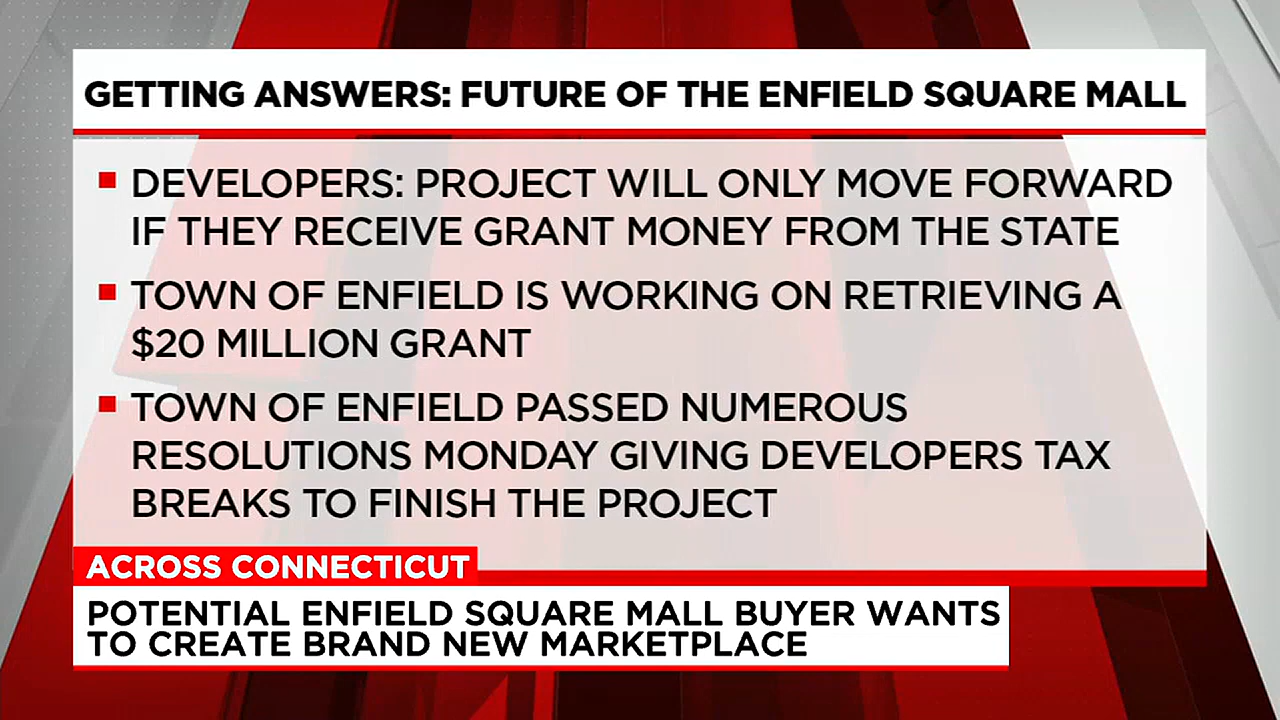 GETTING ANSWERS: FUTURE OF THE ENFIELD SQUARE MALL
DEVELOPERS: PROJECT WILL ONLY MOVE FORWARD
IF THEY RECEIVE GRANT MONEY FROM THE STATE
TOWN OF ENFIELD IS WORKING ON RETRIEVING A
$20 MILLION GRANT
TOWN OF ENFIELD PASSED NUMEROUS
RESOLUTIONS MONDAY GIVING DEVELOPERS TAX
BREAKS TO FINISH THE PROJECT
ACROSS CONNECTICUT
POTENTIAL ENFIELD SQUARE MALL BUYER WANTS
TO CREATE BRAND NEW MARKETPLACE